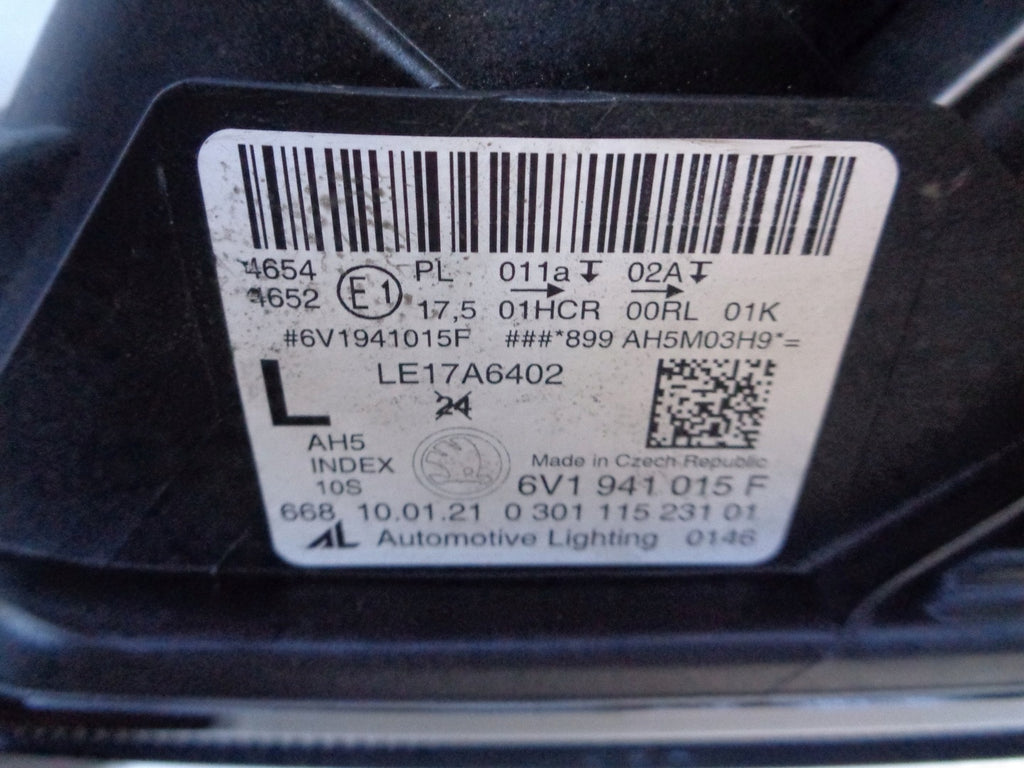 4654 E1 PL 011a 02A
4652 17,5 01HCR 00RL 01K
#6V1941015F ###*899 AH5M03H9*=
LE17A6402
L 24
AH5
INDEX Made in Czech Republic
10S 6V1 941 015 F
668 10.01.21 0 301 115 231 01
AL Automotive Lighting 0146